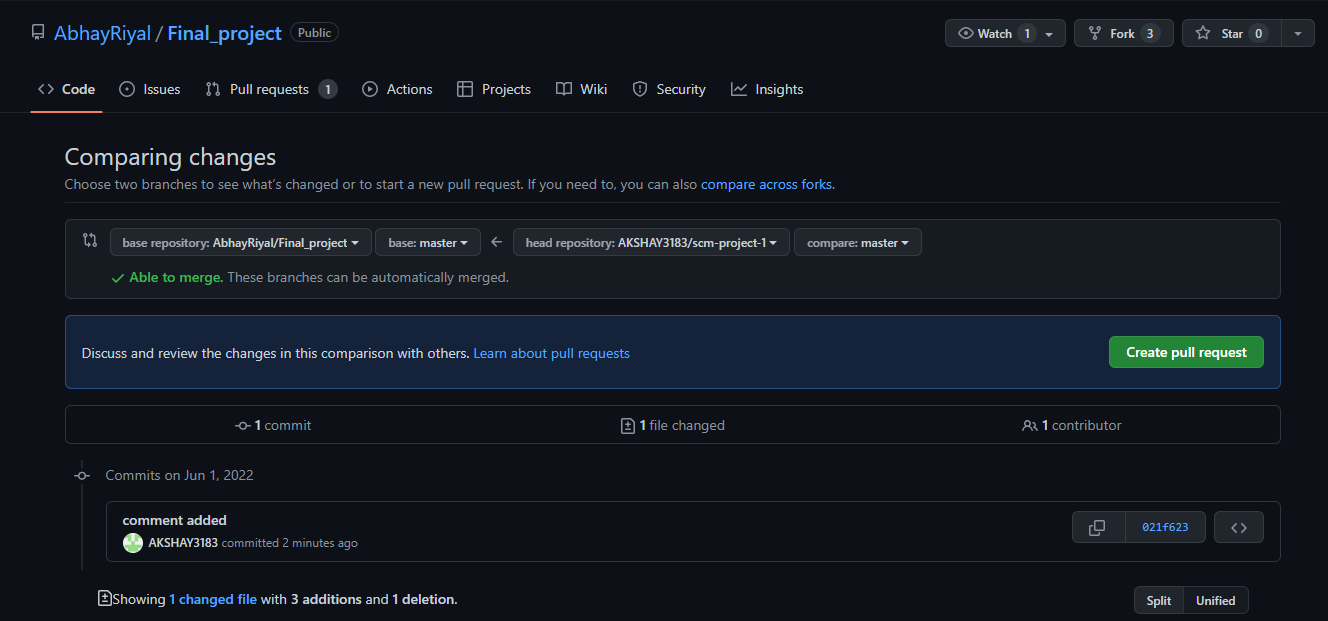 AbhayRiyal / Final_project Public Watch 1 Fork 3 Star 0
Code Issues Pull requests 1 Actions Projects Wiki Security Insights
Comparing changes
Choose two branches to see what's changed or to start a new pull request. If you need to, you can also compare across forks.
base repository: AbhayRiyal/Final_project base: master head repository: AKSHAY3183/scm-project-1 compare: master
Able to merge. These branches can be automatically merged.
Discuss and review the changes in this comparison with others. Learn about pull requests Create pull request
1 commit 1 file changed 1 contributor
Commits on Jun 1, 2022
comment added
AKSHAY3183 committed 2 minutes ago 021f623
Showing 1 changed file with 3 additions and 1 deletion. Split Unified